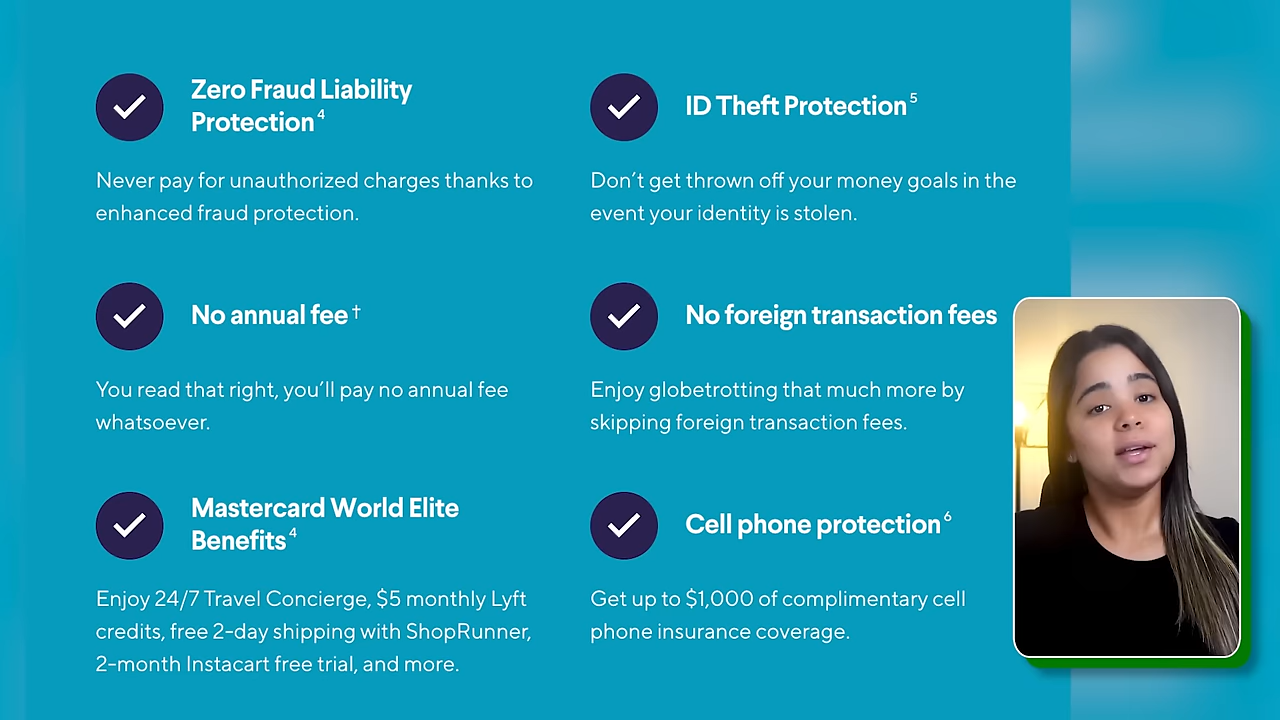 Zero Fraud Liability
Protection4
Never pay for unauthorized charges thanks to
enhanced fraud protection.
ID Theft Protection5
Don't get thrown off your money goals in the
event your identity is stolen.
No annual fee†
You read that right, you'll pay no annual fee
whatsoever.
No foreign transaction fees
Enjoy globetrotting that much more by
skipping foreign transaction fees.
Mastercard World Elite
Benefits4
Enjoy 24/7 Travel Concierge, $5 monthly Lyft
credits, free 2-day shipping with ShopRunner,
2-month Instacart free trial, and more.
Cell phone protection6
Get up to $1,000 of complimentary cell
phone insurance coverage.